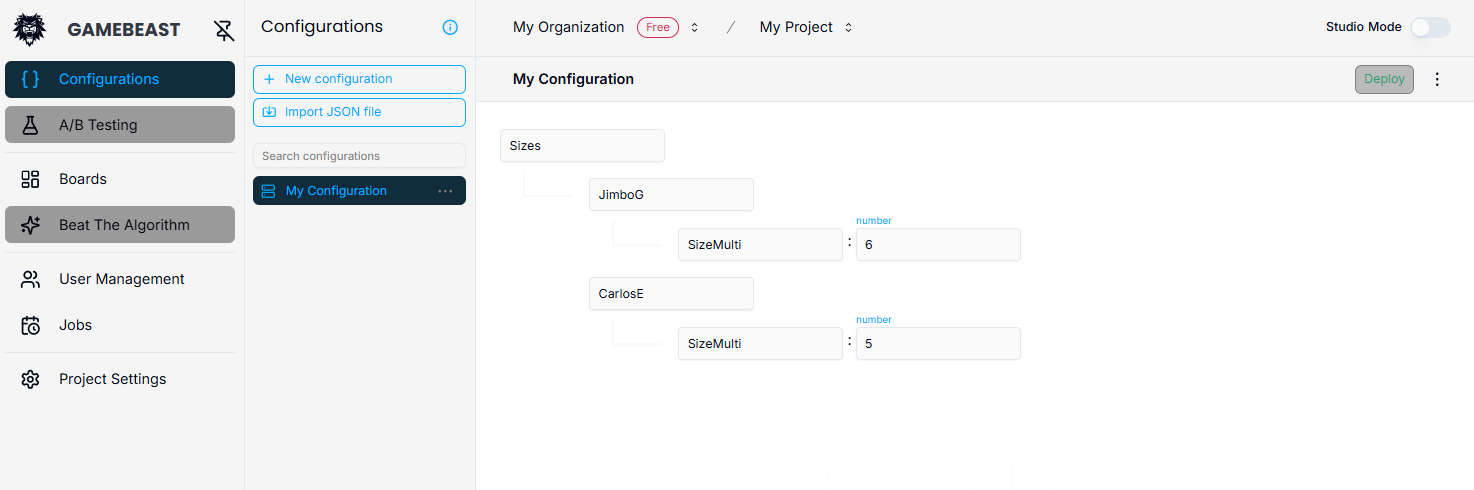 GAMEBEAST
Configurations
A/B Testing
Boards
Beat The Algorithm
User Management
Jobs
Project Settings
Configurations
New configuration
Import JSON file
Search configurations
My Configuration
My Organization Free / My Project
Studio Mode
My Configuration
Deploy
Sizes
JimboG
number
SizeMulti : 6
CarlosE
number
SizeMulti : 5